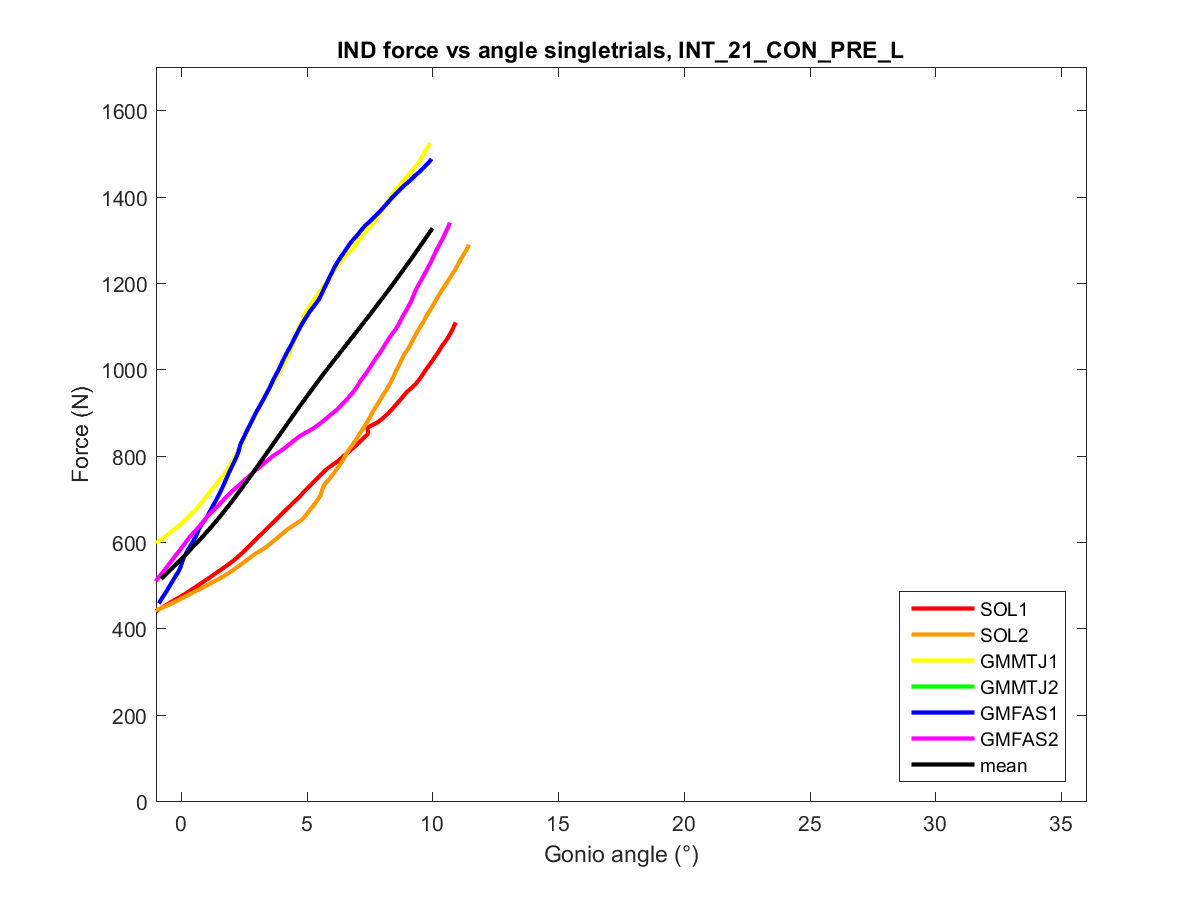 IND force vs angle singletrials, INT_21_CON_PRE_L
1600
1400
1200
1000
800
600
400
200
0
Force (N)
0 5 10 15 20 25 30 35
Gonio angle (°)
SOL1
SOL2
GMMTJ1
GMMTJ2
GMFAS1
GMFAS2
mean